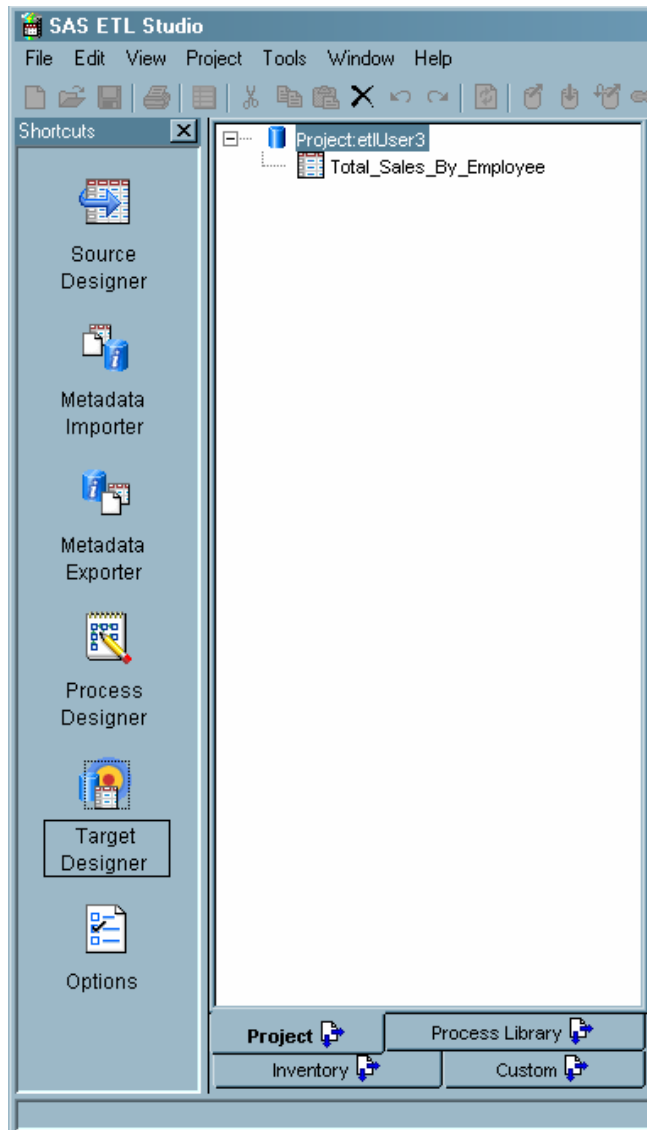 SAS ETL Studio
File Edit View Project Tools Window Help
Shortcuts
Source
Designer
Metadata
Importer
Metadata
Exporter
Process
Designer
Target
Designer
Options
Project:etlUser3
Total_Sales_By_Employee
Project
Process Library
Inventory
Custom